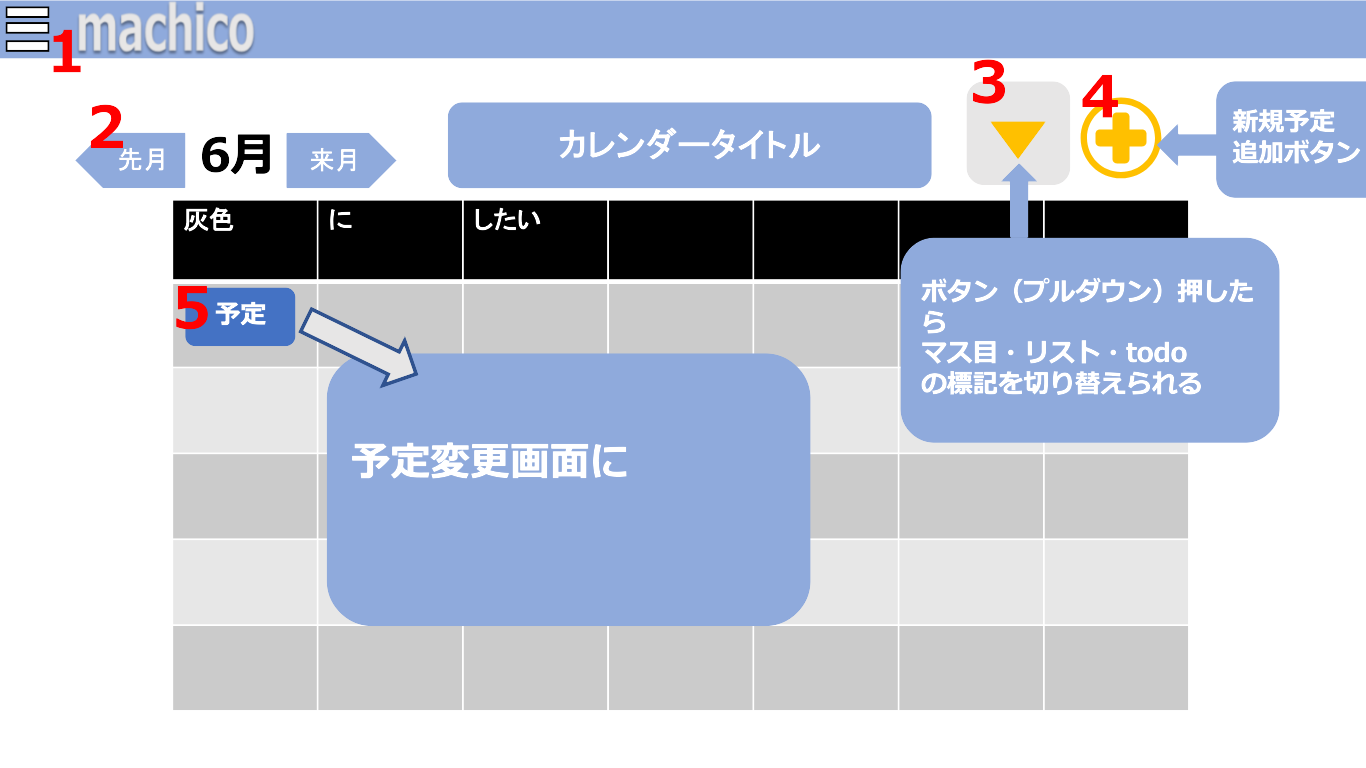 machico
1
2
先月
6月
来月
カレンダータイトル
3
4
新規予定
追加ボタン
灰色
に
したい
ボタン（プルダウン）押した
ら
マス目・リスト・todo
の標記を切り替えられる
5
予定
予定変更画面に